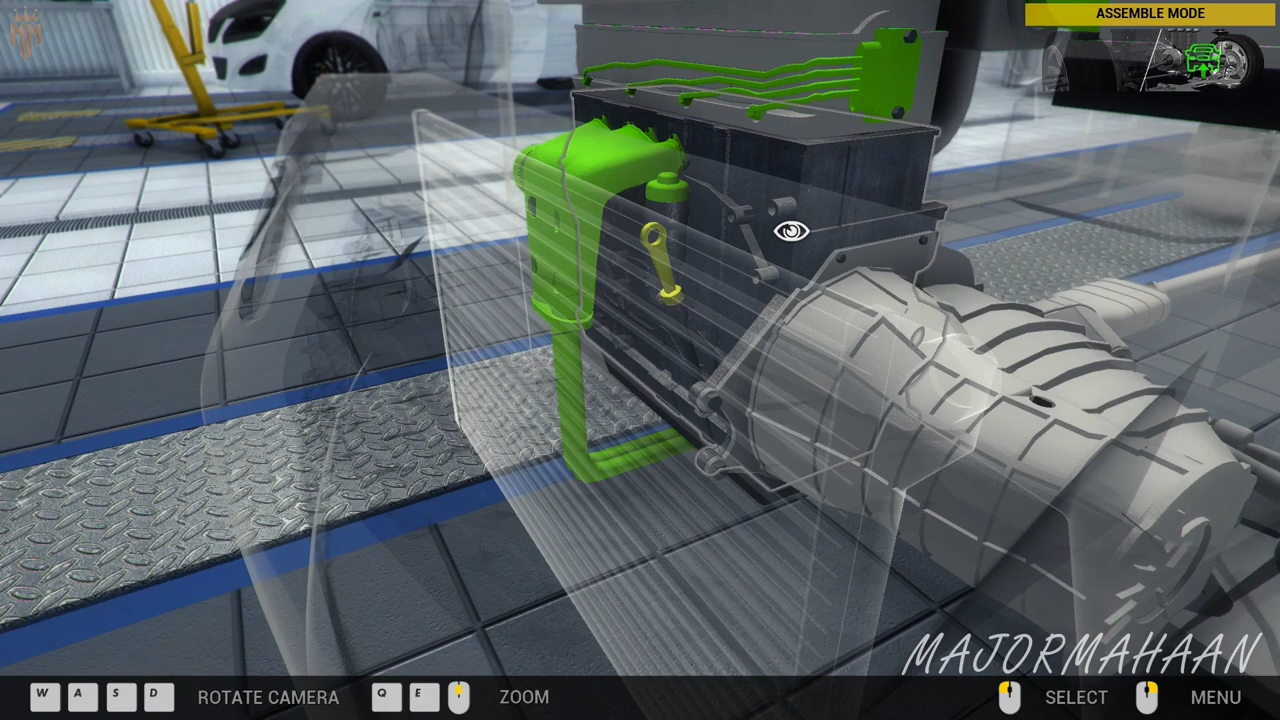 ASSEMBLE MODE
MAJORMAHAAN
W A S D ROTATE CAMERA Q E ZOOM SELECT MENU